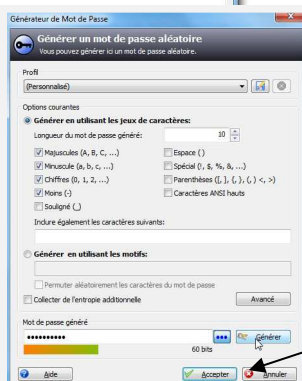 Générateur de Mot de Passe
Générer un mot de passe aléatoire
Vous pouvez générer ici un mot de passe aléatoire.
Profil
(Personnalisé)
Options courantes
Générer en utilisant les jeux de caractères:
Longueur du mot de passe généré: 10
Majuscules (A, B, C, ...) Espace ( )
Minuscule (a, b, c, ...) Spécial (!, $, %, &, ...)
Chiffres (0, 1, 2, ...) Parenthèses ([, ], {, }, (, ) <, >)
Moins (-) Caractères ANSI hauts
Souligné (_)
Inclure également les caractères suivants:
Générer en utilisant les motifs:
Permuter aléatoirement les caractères du mot de passe
Collecter de l'entropie additionnelle Avancé
Mot de passe généré
•••••••••• ••• Générer
60 bits
Aide Accepter Annuler